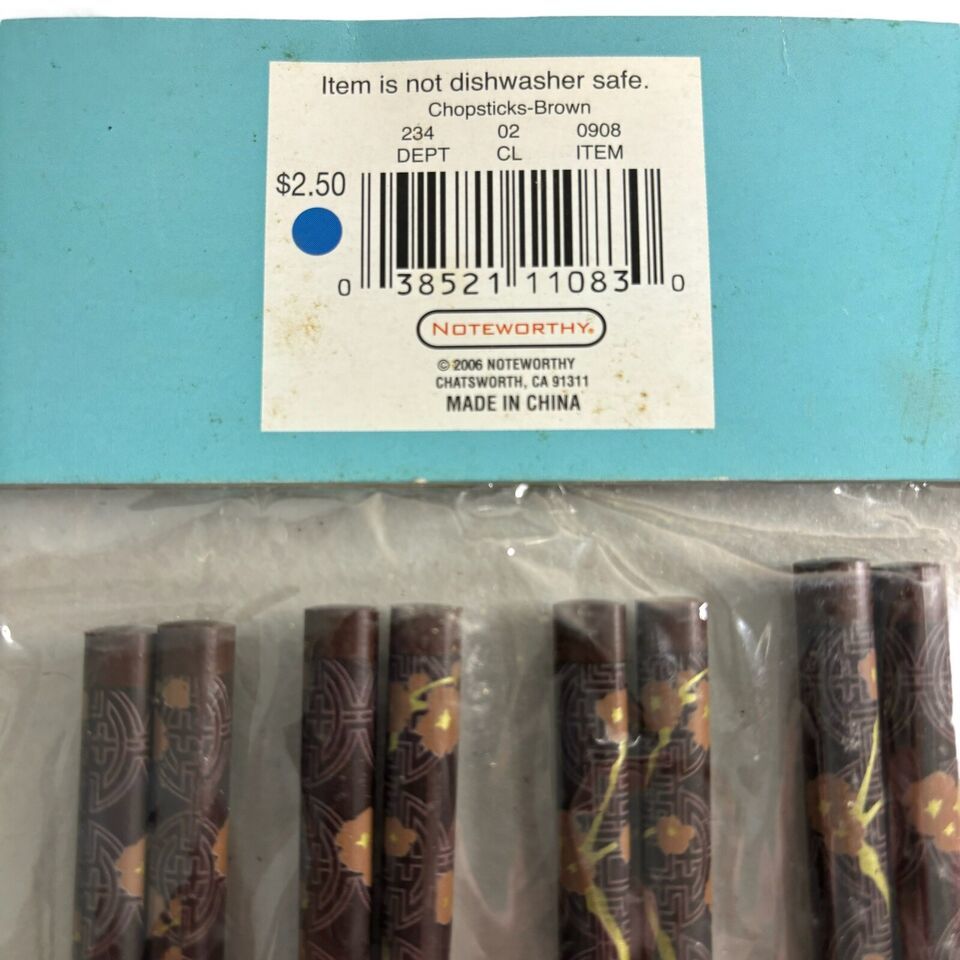 Item is not dishwasher safe.
Chopsticks-Brown
234 02 0908
DEPT CL ITEM
$2.50
0 38521 11083 0
NOTEWORTHY®
© 2006 NOTEWORTHY
CHATSWORTH, CA 91311
MADE IN CHINA